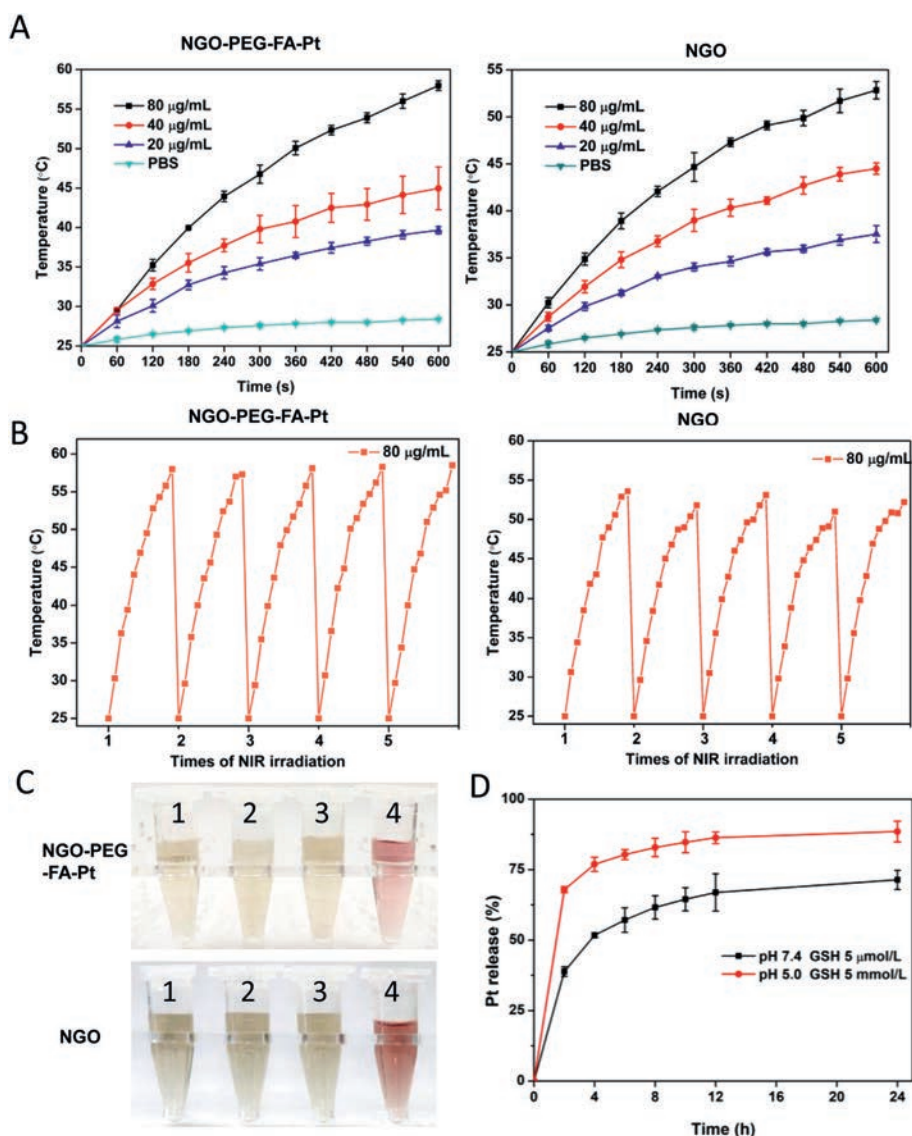 A
NGO-PEG-FA-Pt
NGO
60
55
50
45
40
35
30
25
Temperature (°C)
80 μg/mL
40 μg/mL
20 μg/mL
PBS
0 60 120 180 240 300 360 420 480 540 600
Time (s)
55
50
45
40
35
30
25
Temperature (°C)
80 μg/mL
40 μg/mL
20 μg/mL
PBS
0 60 120 180 240 300 360 420 480 540 600
Time (s)
B
NGO-PEG-FA-Pt
NGO
60
55
50
45
40
35
30
25
Temperature (°C)
80 μg/mL
1 2 3 4 5
Times of NIR irradiation
60
55
50
45
40
35
30
25
Temperature (°C)
80 μg/mL
1 2 3 4 5
Times of NIR irradiation
C
NGO-PEG
-FA-Pt
1 2 3 4
NGO
1 2 3 4
D
100
75
50
25
0
Pt release (%)
pH 7.4 GSH 5 μmol/L
pH 5.0 GSH 5 mmol/L
0 4 8 12 16 20 24
Time (h)